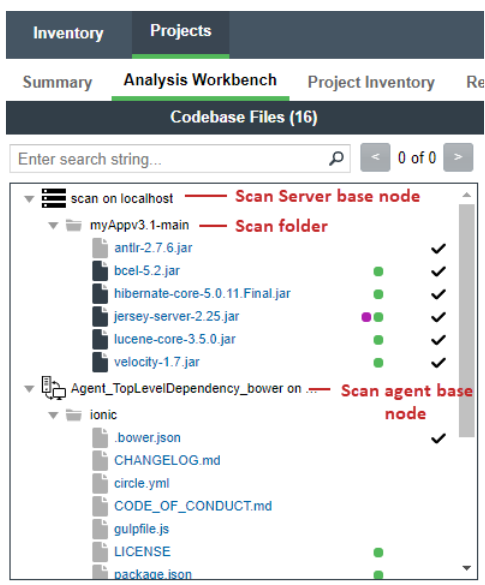 Inventory Projects
Summary Analysis Workbench Project Inventory Re
Codebase Files (16)
Enter search string... < 0 of 0 >
scan on localhost Scan Server base node
myAppv3.1-main Scan folder
antlr-2.7.6.jar
bcel-5.2.jar
hibernate-core-5.0.11.Final.jar
jersey-server-2.25.jar
lucene-core-3.5.0.jar
velocity-1.7.jar
Agent_TopLevelDependency_bower on ... Scan agent base
node
ionic
.bower.json
CHANGELOG.md
circle.yml
CODE_OF_CONDUCT.md
gulpfile.js
LICENSE
package.json